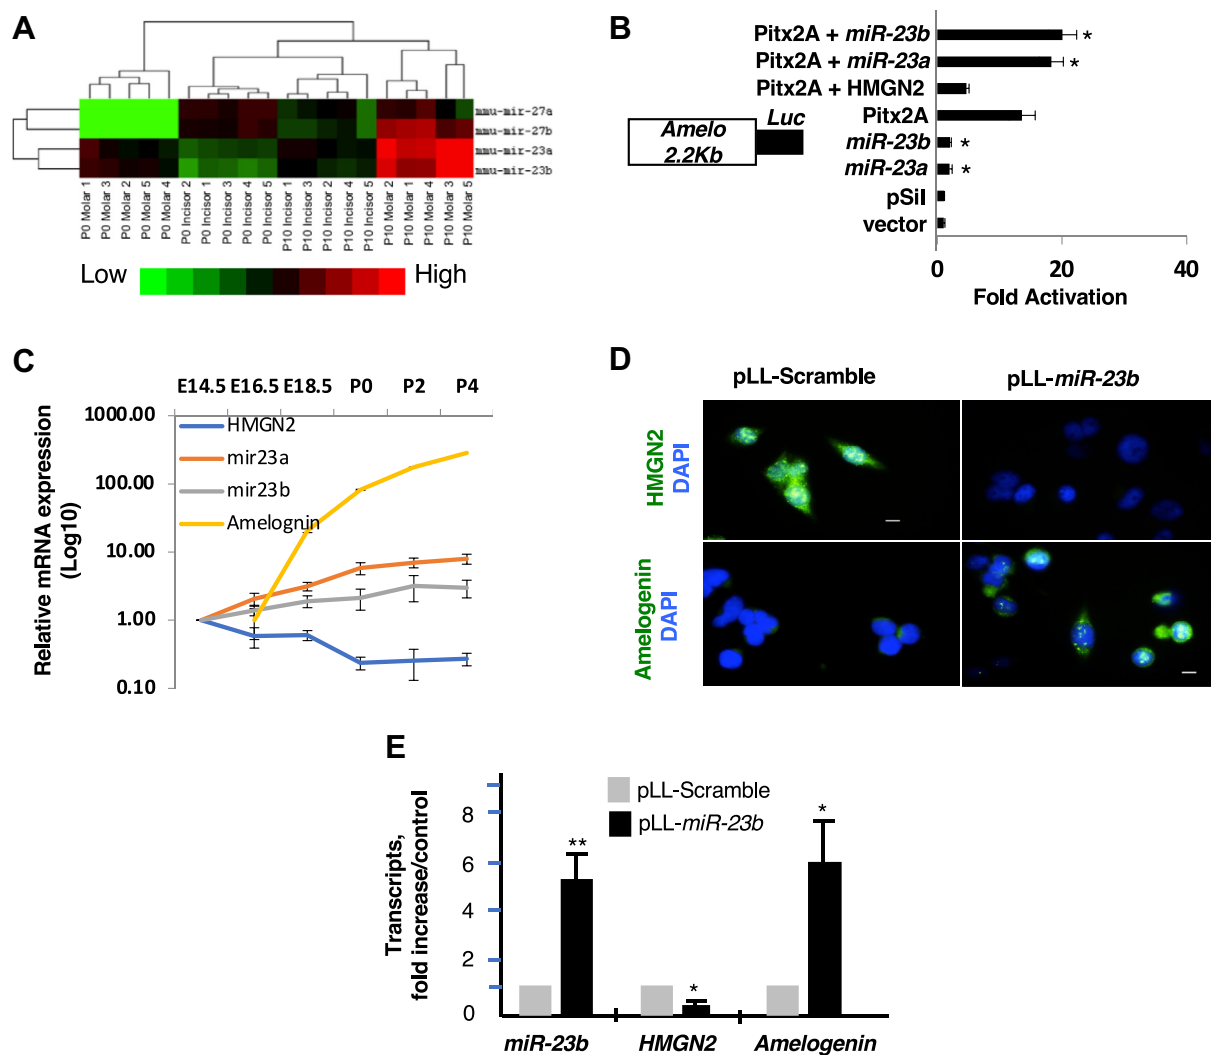 A
mmu-mir-27a
mmu-mir-27b
mmu-mir-23a
mmu-mir-23b
P0 Molar 1
P0 Molar 3
P0 Molar 2
P0 Molar 5
P0 Molar 4
P0 Incisor 2
P0 Incisor 1
P0 Incisor 3
P0 Incisor 4
P0 Incisor 5
P10 Incisor 1
P10 Incisor 3
P10 Incisor 4
P10 Incisor 2
P10 Incisor 5
P10 Molar 2
P10 Molar 1
P10 Molar 4
P10 Molar 3
P10 Molar 5
Low
High
B
Amelo
2.2Kb
Luc
Pitx2A + miR-23b
*
Pitx2A + miR-23a
*
Pitx2A + HMGN2
Pitx2A
miR-23b
*
miR-23a
*
pSil
vector
0
20
40
Fold Activation
C
E14.5 E16.5 E18.5 P0 P2 P4
1000.00
100.00
10.00
1.00
0.10
Relative mRNA expression
(Log10)
HMGN2
mir23a
mir23b
Amelognin
D
pLL-Scramble
pLL-miR-23b
HMGN2
DAPI
Amelogenin
DAPI
E
Transcripts,
fold increase/control
8
6
4
2
0
pLL-Scramble
pLL-miR-23b
**
*
*
miR-23b
HMGN2
Amelogenin